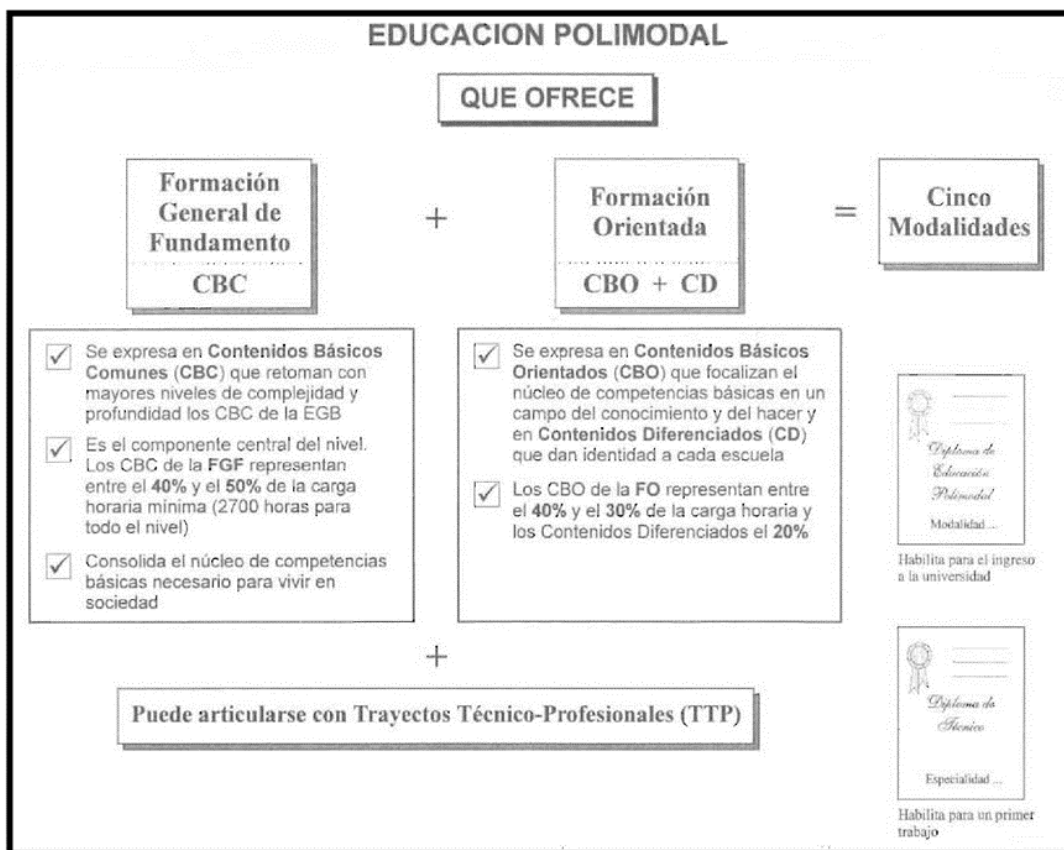 EDUCACION POLIMODAL
QUE OFRECE
Formación
General de
Fundamento
CBC
+
Formación
Orientada
CBO + CD
=
Cinco
Modalidades
Se expresa en Contenidos Básicos
Comunes (CBC) que retoman con
mayores niveles de complejidad y
profundidad los CBC de la EGB
Es el componente central del nivel.
Los CBC de la FGF representan
entre el 40% y el 50% de la carga
horaria mínima (2700 horas para
todo el nivel)
Consolida el núcleo de competencias
básicas necesario para vivir en
sociedad
Se expresa en Contenidos Básicos
Orientados (CBO) que focalizan el
núcleo de competencias básicas en un
campo del conocimiento y del hacer y
en Contenidos Diferenciados (CD)
que dan identidad a cada escuela
Los CBO de la FO representan entre
el 40% y el 30% de la carga horaria y
los Contenidos Diferenciados el 20%
Diploma de
Educación
Polimodal
Modalidad ...
Habilita para el ingreso
a la universidad
+
Puede articularse con Trayectos Técnico-Profesionales (TTP)
Diploma de
Técnico
Especialidad ...
Habilita para un primer
trabajo